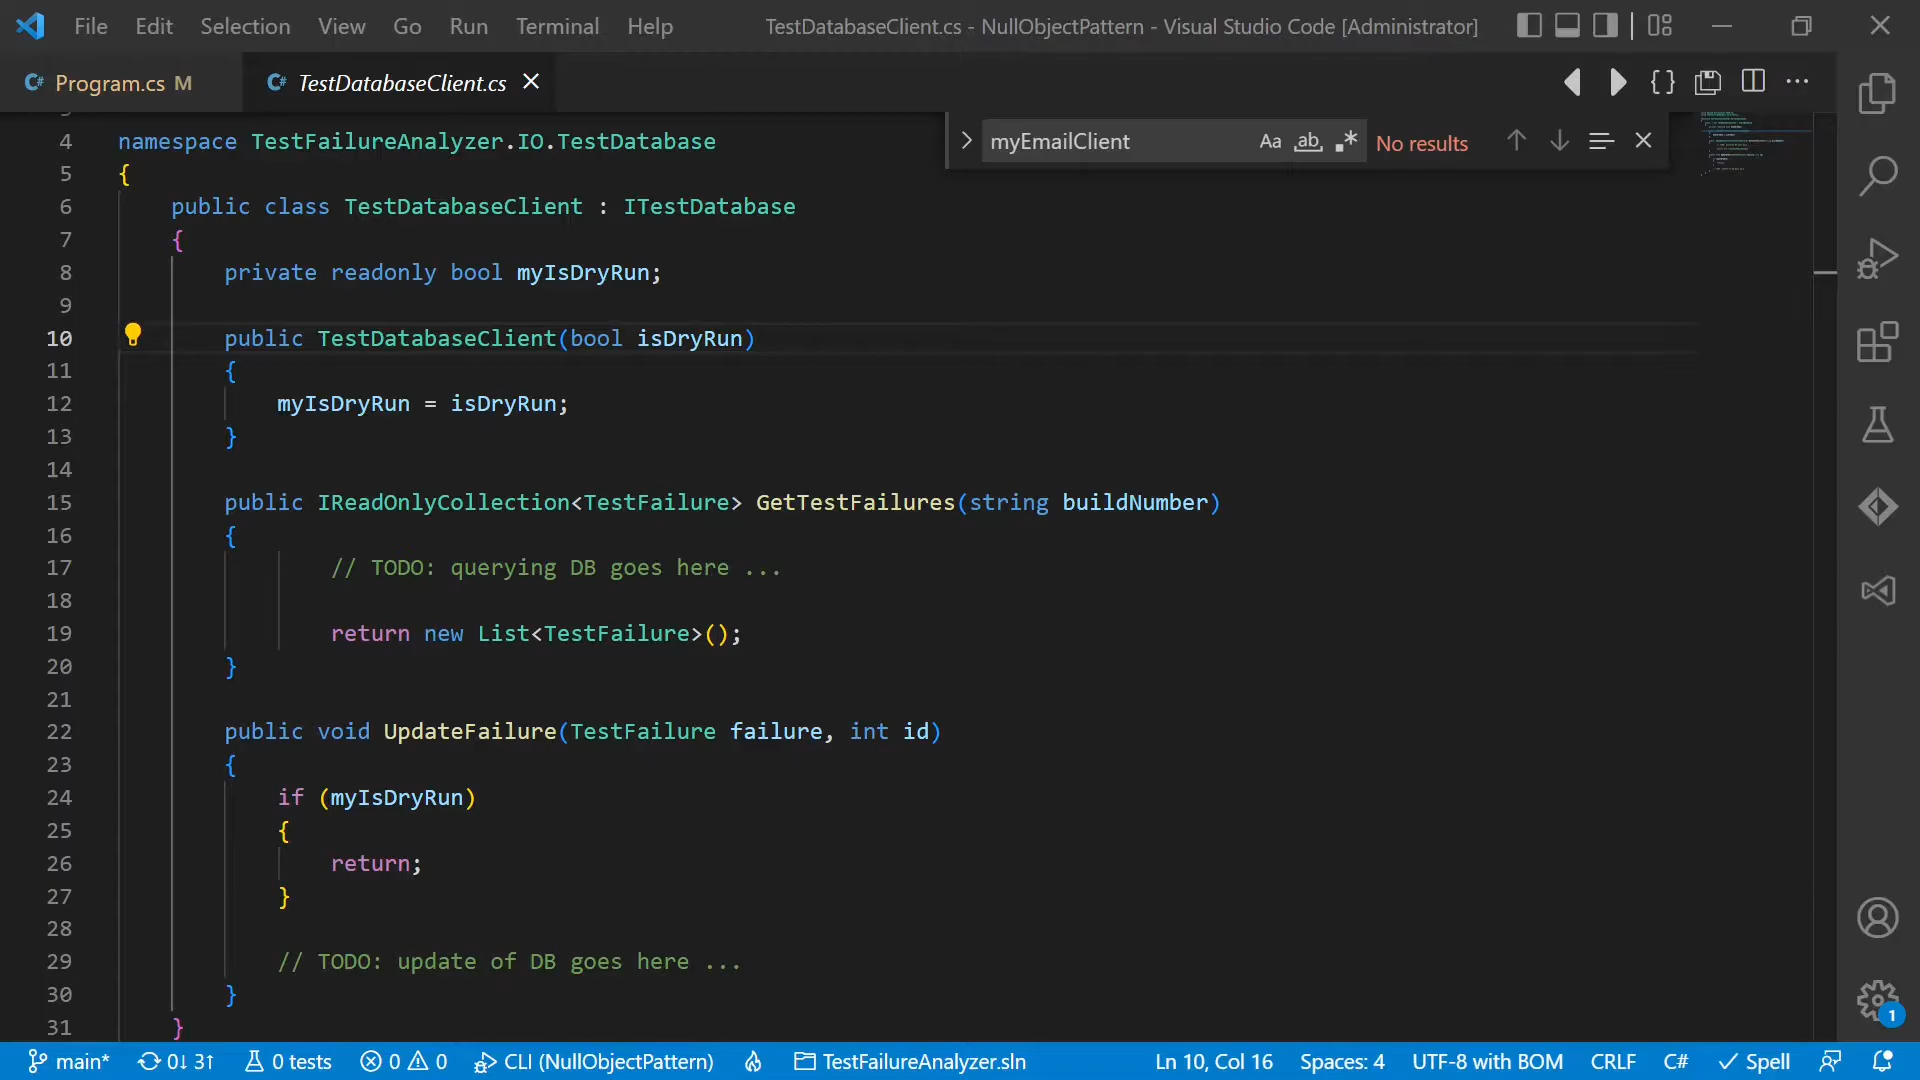 File Edit Selection View Go Run Terminal Help TestDatabaseClient.cs - NullObjectPattern - Visual Studio Code [Administrator]
C# Program.cs M C# TestDatabaseClient.cs
myEmailClient Aa ab .* No results
4 namespace TestFailureAnalyzer.IO.TestDatabase
5 {
6 public class TestDatabaseClient : ITestDatabase
7 {
8 private readonly bool myIsDryRun;
9
10 public TestDatabaseClient(bool isDryRun)
11 {
12 myIsDryRun = isDryRun;
13 }
14
15 public IReadOnlyCollection<TestFailure> GetTestFailures(string buildNumber)
16 {
17 // TODO: querying DB goes here ...
18
19 return new List<TestFailure>();
20 }
21
22 public void UpdateFailure(TestFailure failure, int id)
23 {
24 if (myIsDryRun)
25 {
26 return;
27 }
28
29 // TODO: update of DB goes here ...
30 }
31 }
1
main* 0↓ 3↑ 0 tests 0 0 CLI (NullObjectPattern) TestFailureAnalyzer.sln Ln 10, Col 16 Spaces: 4 UTF-8 with BOM CRLF C# Spell